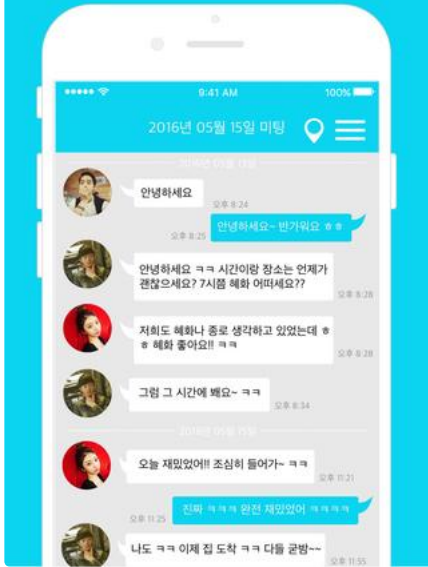 9:41 AM
100%
2016년 05월 15일 미팅
안녕하세요
오후 8:24
안녕하세요~ 반가워요 ㅎㅎ
오후 8:25
안녕하세요 ㅋㅋ 시간이랑 장소는 언제가
괜찮으세요? 7시쯤 혜화 어떠세요??
오후 8:28
저희도 혜화나 종로 생각하고 있었는데 ㅎ
ㅎ 혜화 좋아요!! ㅋㅋ
오후 8:28
그럼 그 시간에 봬요~ ㅋㅋ
오후 8:34
오늘 재밌었어!! 조심히 들어가~ ㅋㅋ
오후 11:21
진짜 ㅋㅋㅋ 완전 재밌었어 ㅋㅋㅋㅋ
오후 11:25
나도 ㅋㅋ 이제 집 도착 ㅋㅋ 다들 굳밤~~
오후 11:55